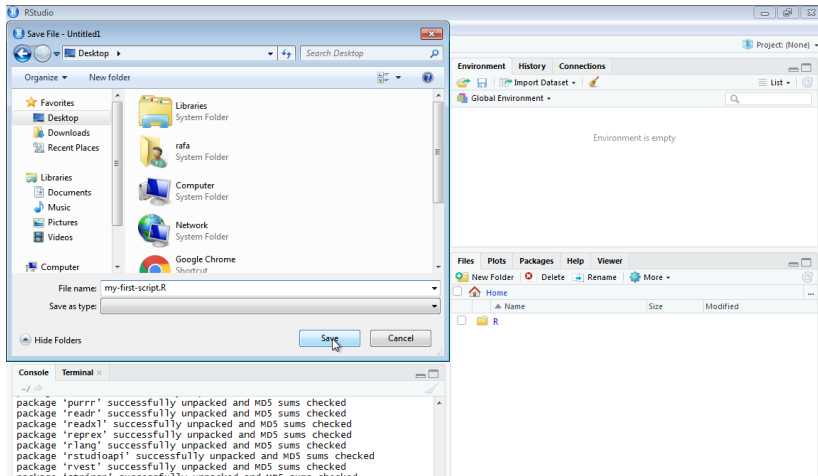 RStudio
Save File - Untitled1
Desktop
Search Desktop
Organize
New folder
Favorites
Desktop
Downloads
Recent Places
Libraries
Documents
Music
Pictures
Videos
Computer
Libraries
System Folder
rafa
System Folder
Computer
System Folder
Network
System Folder
Google Chrome
Shortcut
File name: my-first-script.R
Save as type:
Hide Folders
Save
Cancel
Project: (None)
Environment History Connections
Import Dataset
List
Global Environment
Environment is empty
Files Plots Packages Help Viewer
New Folder Delete Rename More
Home
Name Size Modified
R
Console Terminal
~/
package 'purrr' successfully unpacked and MD5 sums checked
package 'readr' successfully unpacked and MD5 sums checked
package 'readxl' successfully unpacked and MD5 sums checked
package 'reprex' successfully unpacked and MD5 sums checked
package 'rlang' successfully unpacked and MD5 sums checked
package 'rstudioapi' successfully unpacked and MD5 sums checked
package 'rvest' successfully unpacked and MD5 sums checked